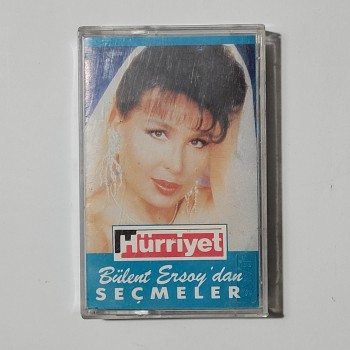 Hürriyet
Bülent Ersoy'dan
SEÇMELER